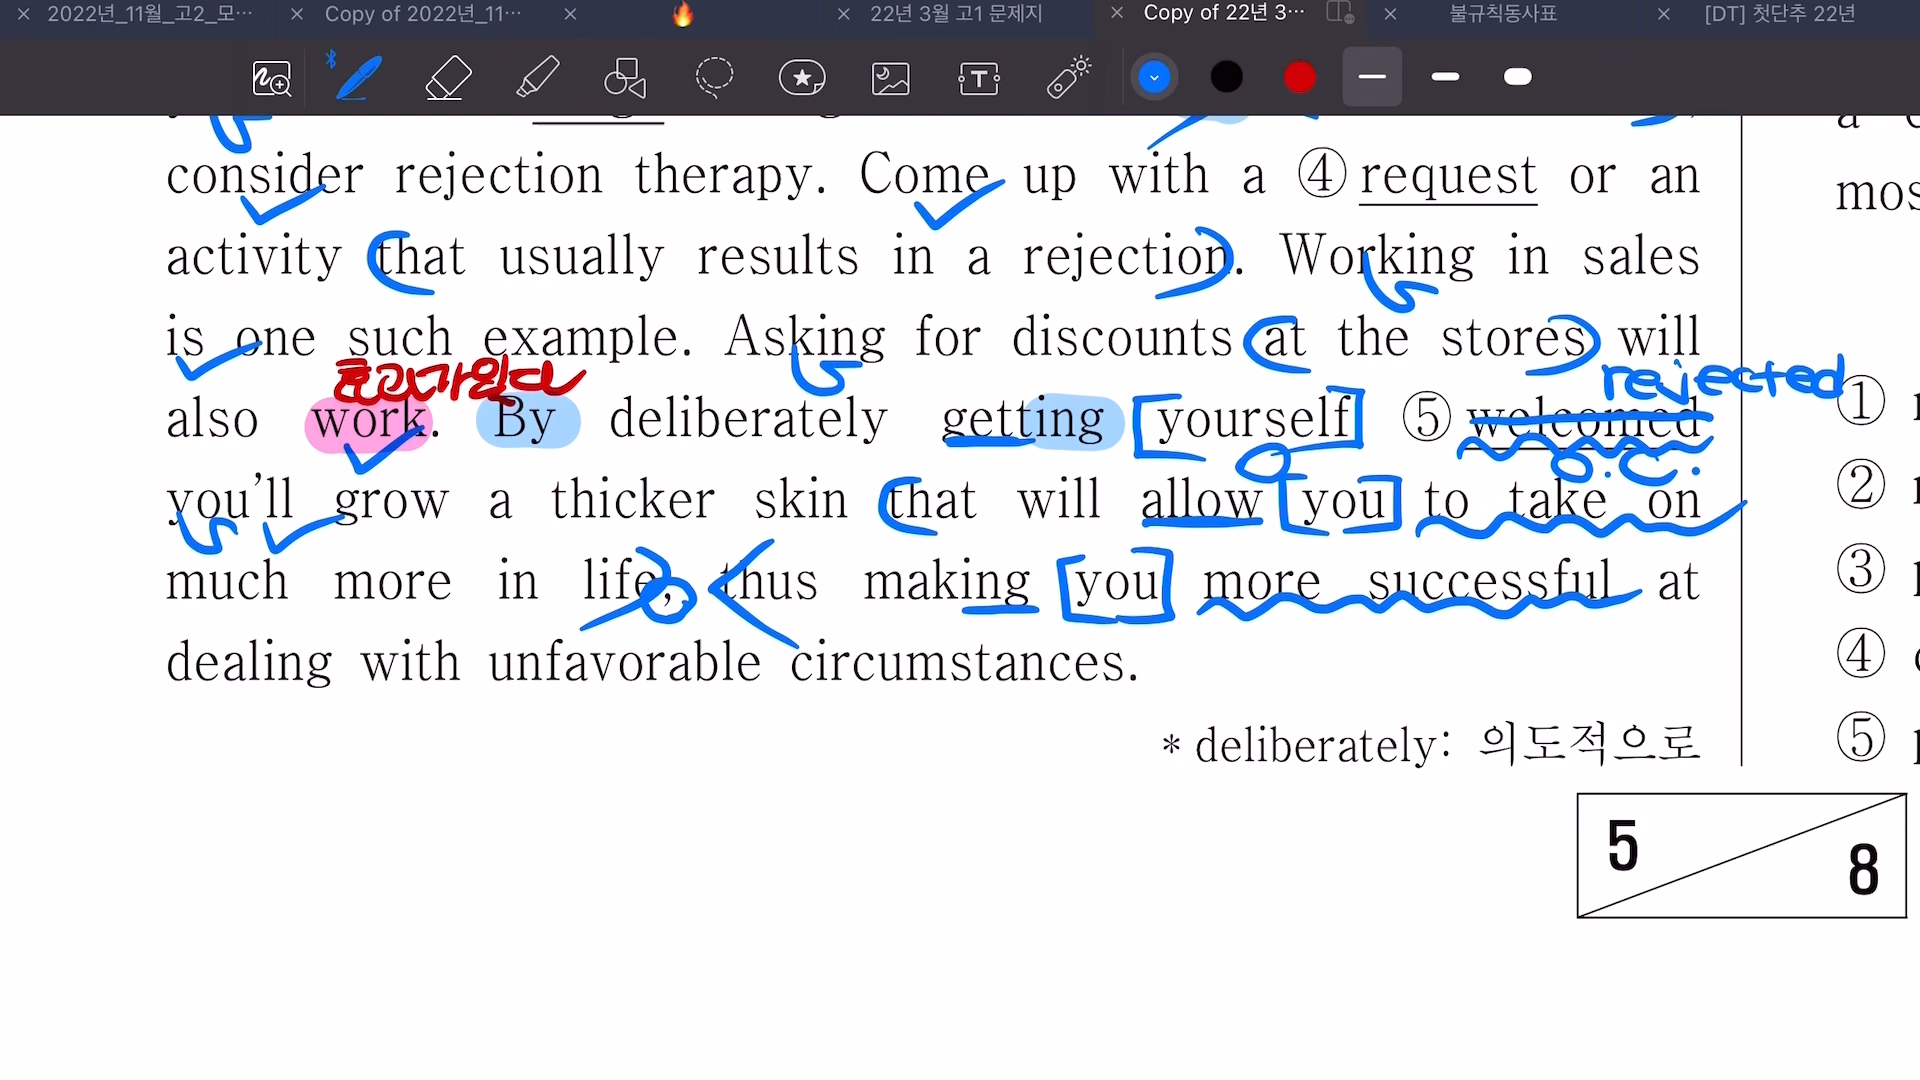 2022년_11월_고2_모…
Copy of 2022년_11…
22년 3월 고1 문제지
Copy of 22년 3…
불규칙동사표
[DT] 첫단추 22년
consider rejection therapy. Come up with a ④ request or an
activity that usually results in a rejection. Working in sales
is one such example. Asking for discounts at the stores will
효과가있다
rejected
also work. By deliberately getting yourself ⑤ welcomed
O.C.
you'll grow a thicker skin that will allow you to take on
much more in life, thus making you more successful at
dealing with unfavorable circumstances.
* deliberately: 의도적으로
5
8
a
mos
①
②
③
④
⑤